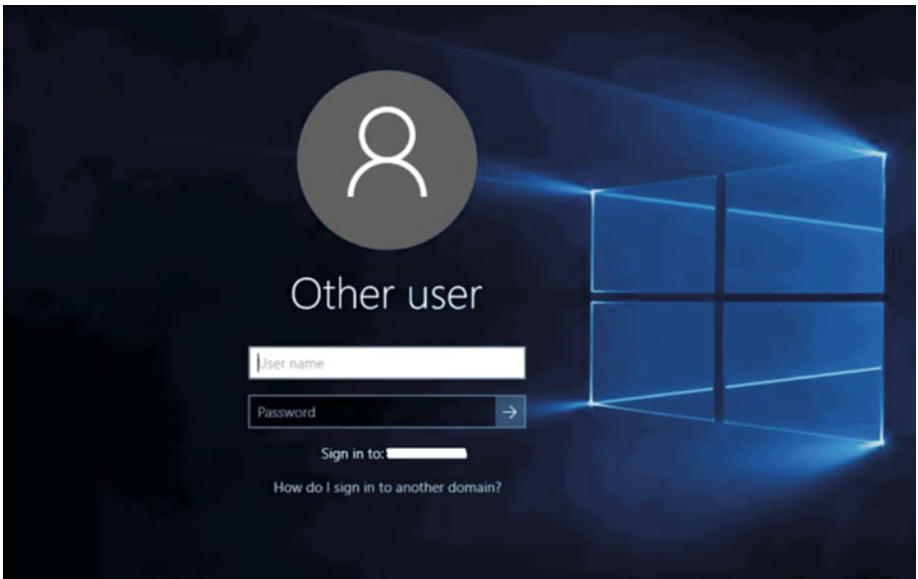 Other user
User name
Password
Sign in to:
How do I sign in to another domain?